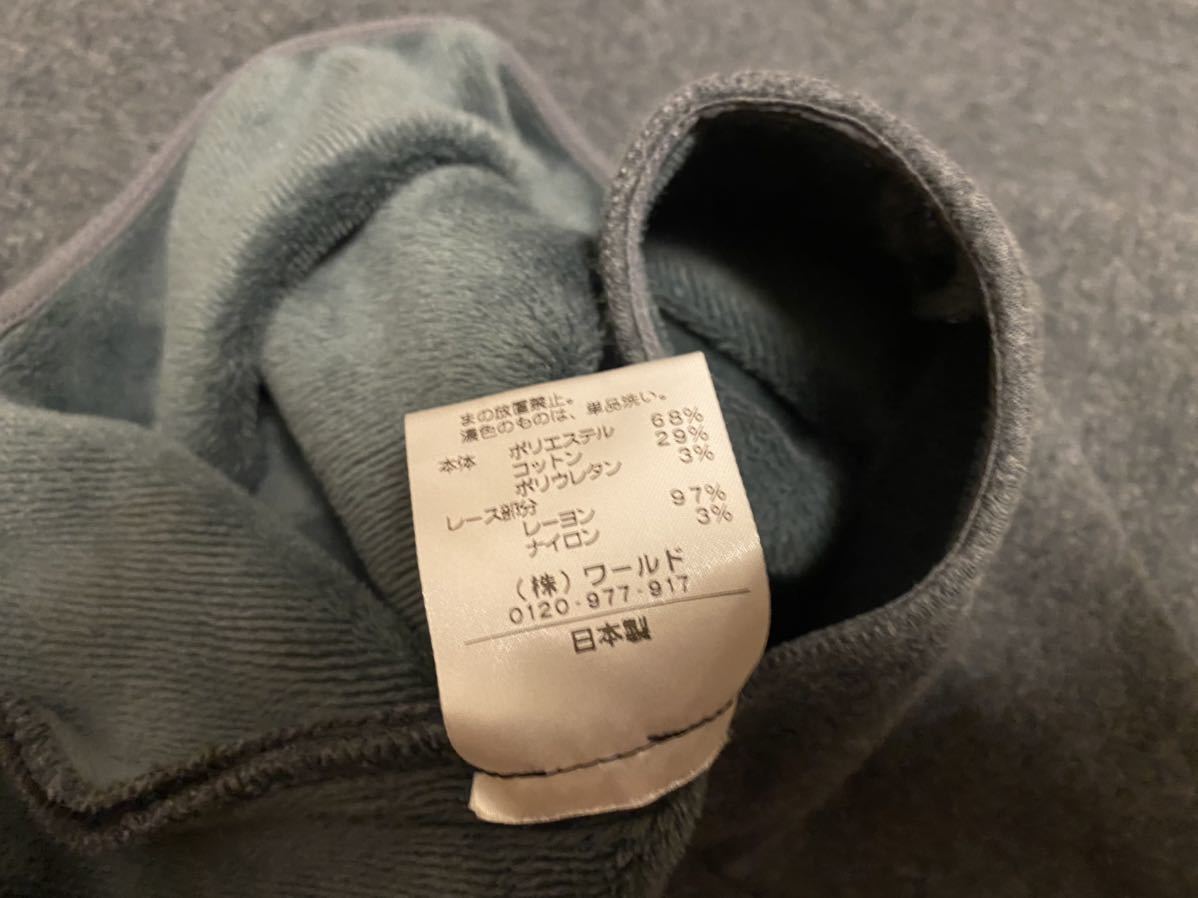 まの放置禁止。
濃色のものは、単品洗い。
本体 ポリエステル 68%
コットン 29%
ポリウレタン 3%
レース部分
レーヨン 97%
ナイロン 3%
(株)ワールド
0120-977-917
日本製